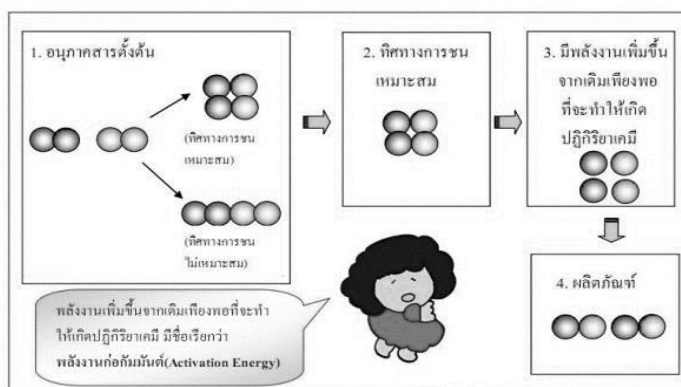 1. อนุภาคสารตั้งต้น
(ทิศทางการชน
เหมาะสม)
(ทิศทางการชน
ไม่เหมาะสม)
2. ทิศทางการชน
เหมาะสม
3. มีพลังงานเพิ่มขึ้น
จากเดิมเพียงพอ
ที่จะทำให้เกิด
ปฏิกิริยาเคมี
4. ผลิตภัณฑ์
พลังงานเพิ่มขึ้นจากเดิมเพียงพอที่จะทำ
ให้เกิดปฏิกิริยาเคมี มีชื่อเรียกว่า
พลังงานก่อกัมมันต์(Activation Energy)